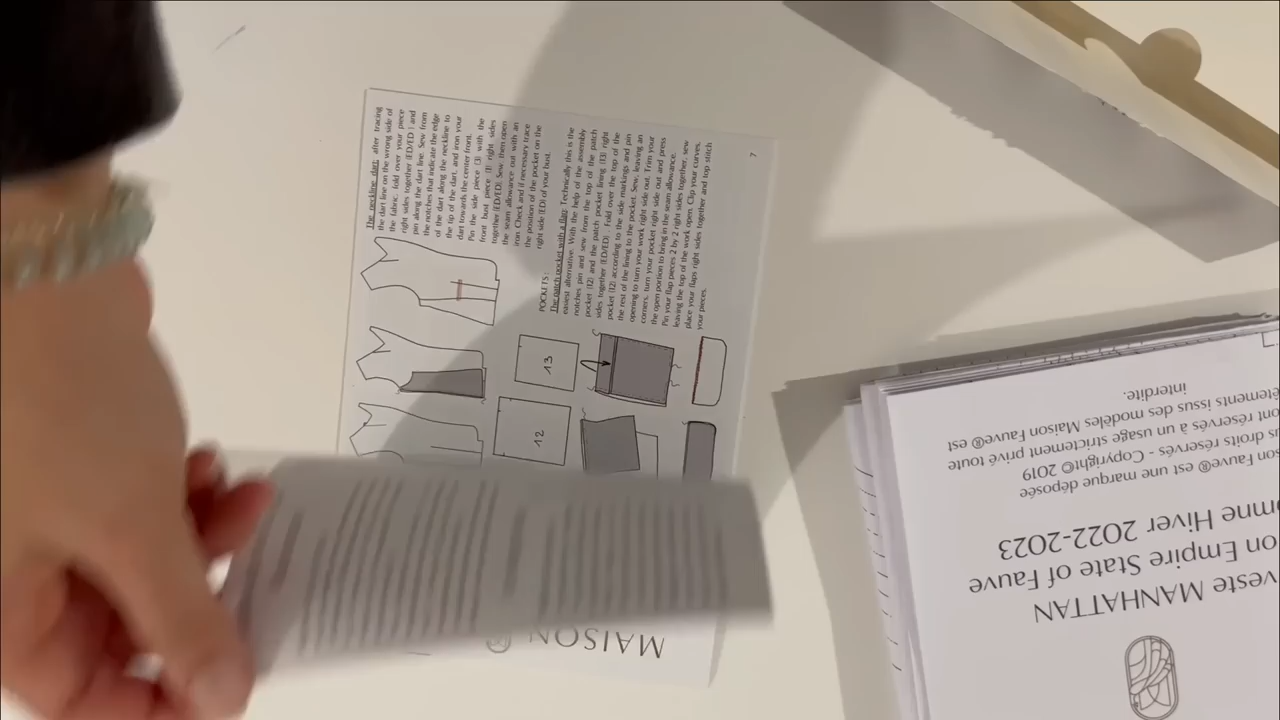 The neckline dart: after tracing
the dart line on the wrong side of
the fabric, fold over your piece
right sides together (ED/ED) and
pin along the dart line. Sew from
the notches that indicate the edge
of the dart along the neckline to
the tip of the dart, and iron your
dart towards the center front.
Pin the side piece (3) with the
front bust piece (1) right sides
together (ED/ED). Sew, then open
the seam allowance out with an
iron. Check and if necessary trace
the position of the pocket on the
right side (ED) of your bust.
POCKETS :
The patch pocket with a flap: Technically this is the
easiest alternative. With the help of the assembly
notches pin and sew from the top of the patch
pocket (12) and the patch pocket lining (13) right
sides together (ED/ED) . Fold over the top of the
pocket (12) according to the side markings and pin
the rest of the lining to the pocket. Sew, leaving an
opening to turn your work right side out. Trim your
corners, turn your pocket right side out and press
the open portion to bring in the seam allowance.
Pin your flap pieces 2 by 2 right sides together, sew
leaving the top of the work open. Clip your curves,
place your flaps right sides together and top stitch
your pieces.
13
12
7
MAISON
veste MANHATTAN
on Empire State of Fauve
omne Hiver 2022-2023
son Fauve® est une marque déposée
s droits réservés - Copyright © 2019
ont réservés à un usage strictement privé toute
êtements issus des modèles Maison Fauve® est
interdite.